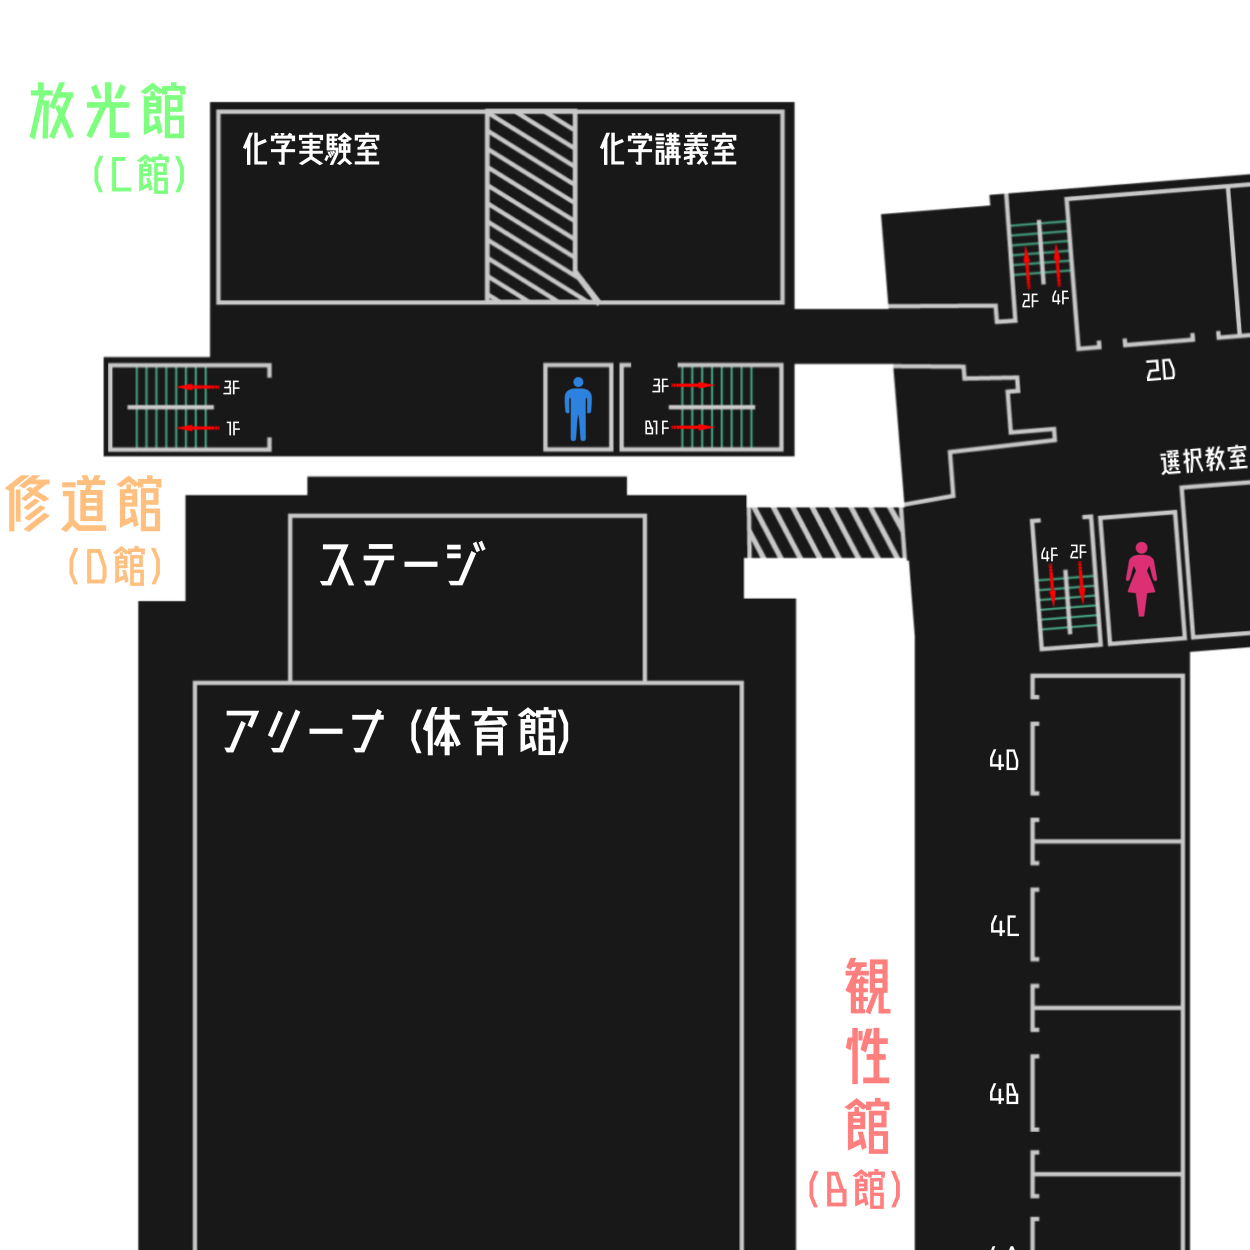 放光館
(C館)
化学実験室
化学講義室
2F
4F
3F
1F
3F
B1F
2D
選択教室
修道館
(D館)
ステージ
4F
2F
アリーナ (体育館)
4D
4C
観性館
(B館)
4B